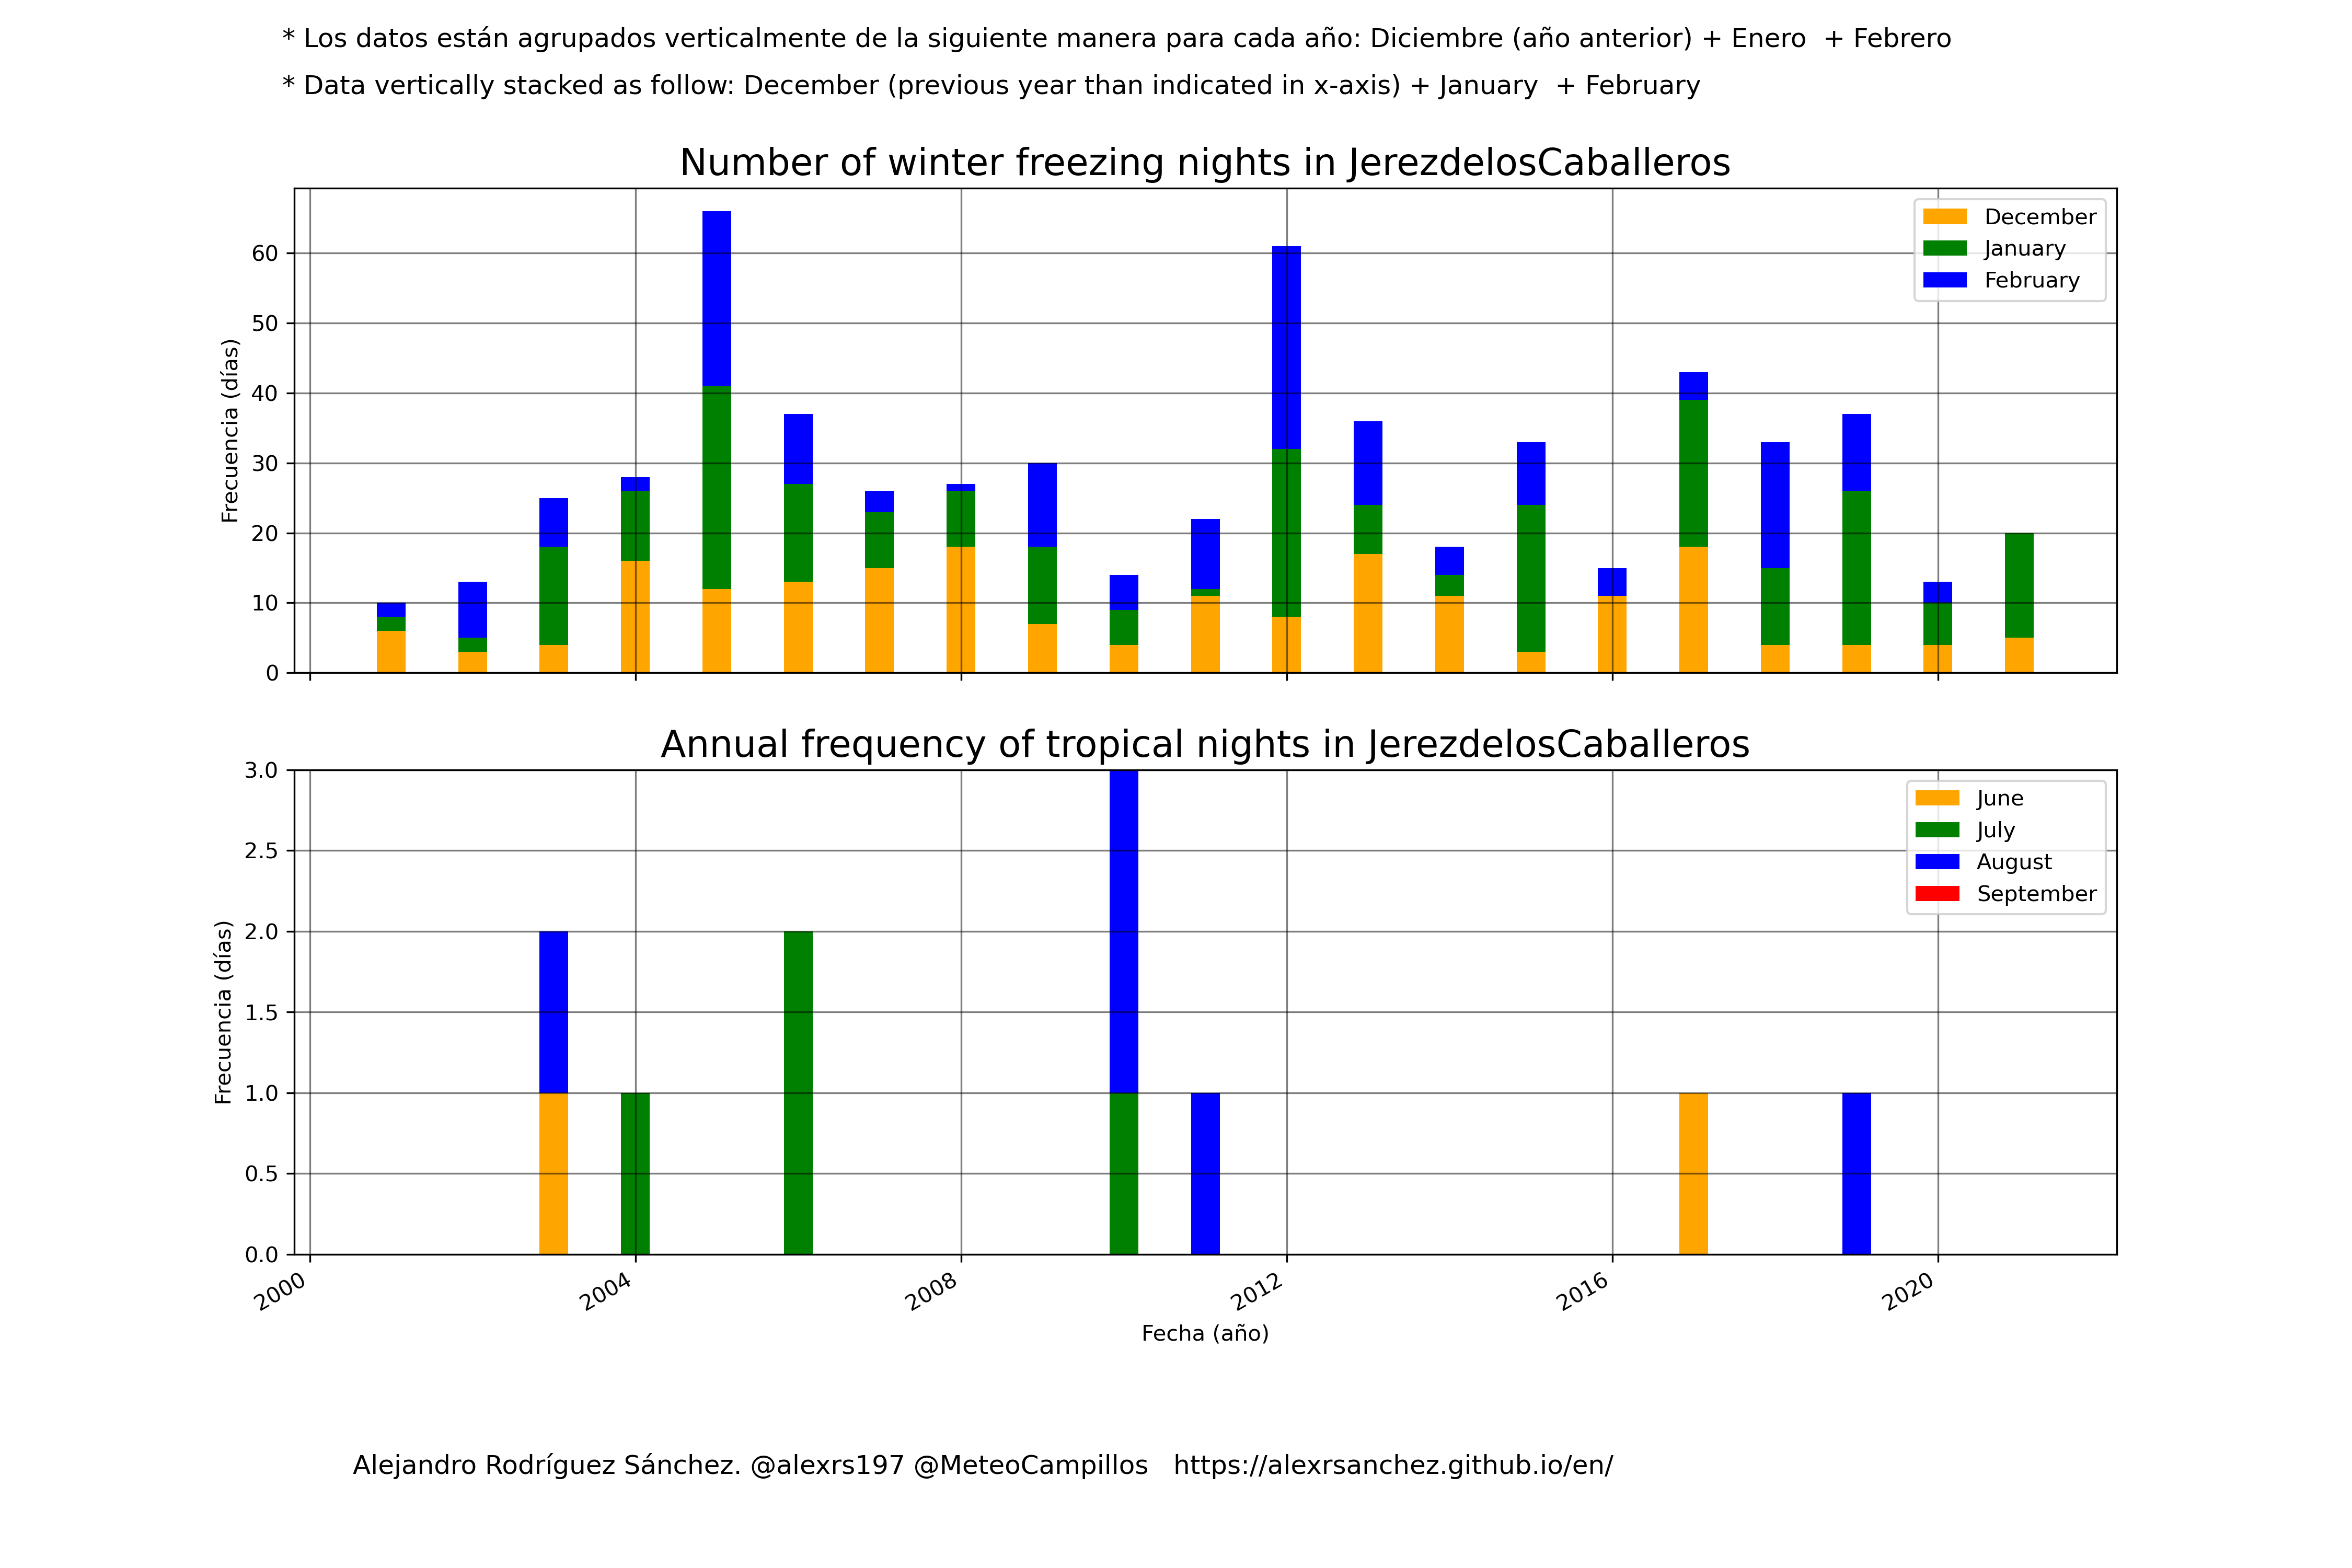 * Los datos están agrupados verticalmente de la siguiente manera para cada año: Diciembre (año anterior) + Enero  + Febrero
* Data vertically stacked as follow: December (previous year than indicated in x-axis) + January  + February
Number of winter freezing nights in JerezdelosCaballeros
Frecuencia (días)
60
50
40
30
20
10
0
December
January
February
Annual frequency of tropical nights in JerezdelosCaballeros
Frecuencia (días)
3.0
2.5
2.0
1.5
1.0
0.5
0.0
June
July
August
September
2000 2004 2008 2012 2016 2020
Fecha (año)
Alejandro Rodríguez Sánchez. @alexrs197 @MeteoCampillos   https://alexrsanchez.github.io/en/